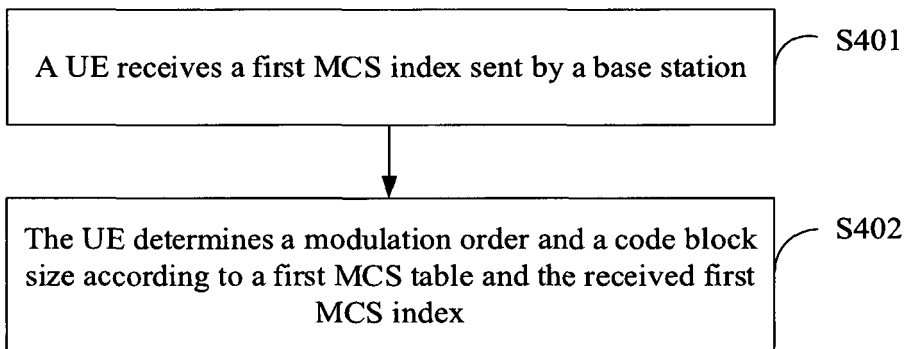 A UE receives a first MCS index sent by a base station
S401
The UE determines a modulation order and a code block
size according to a first MCS table and the received first
MCS index
S402